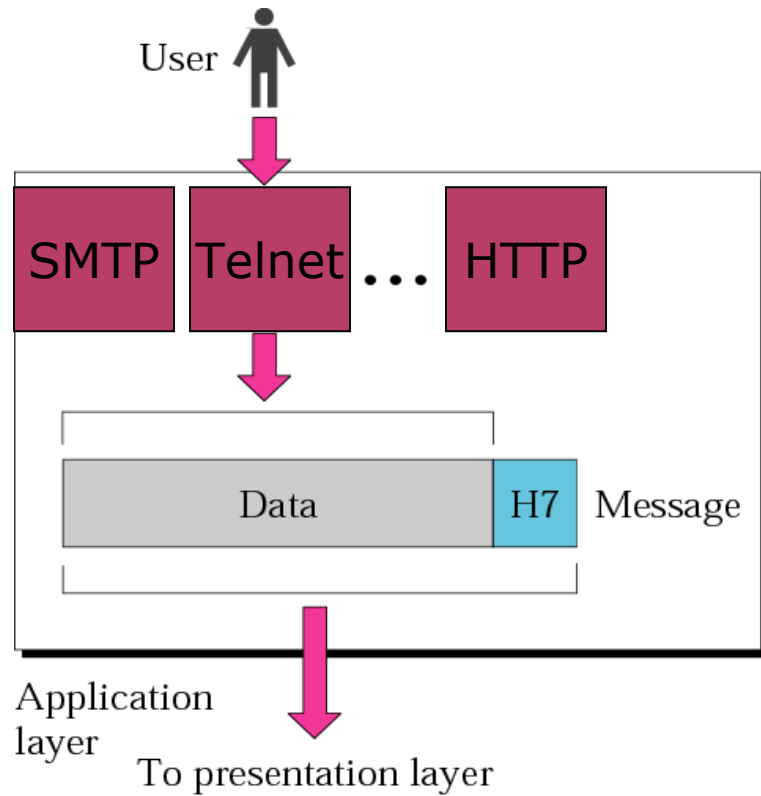 User
SMTP Telnet ... HTTP
Data H7 Message
Application
layer
To presentation layer